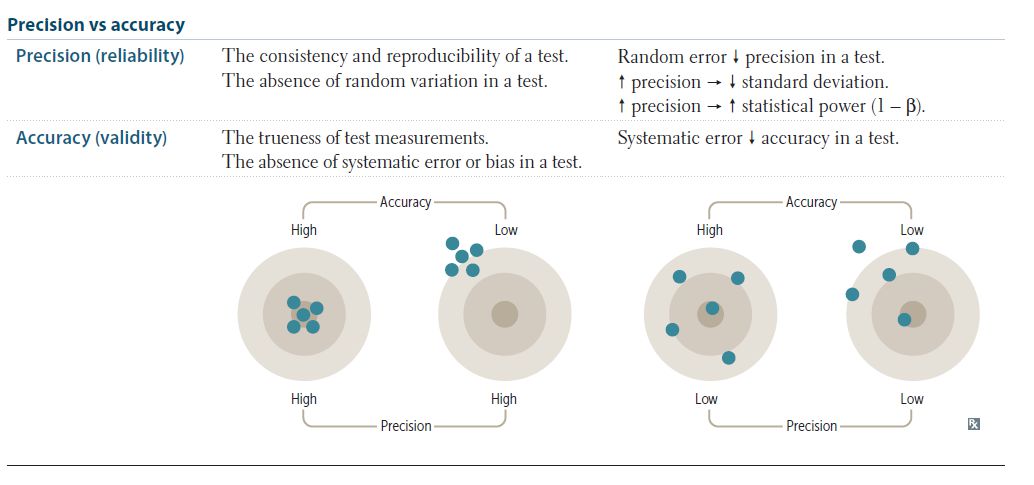 Precision vs accuracy
Precision (reliability)
The consistency and reproducibility of a test.
The absence of random variation in a test.
Random error ↓ precision in a test.
↑ precision → ↓ standard deviation.
↑ precision → ↑ statistical power (1 – β).
Accuracy (validity)
The trueness of test measurements.
The absence of systematic error or bias in a test.
Systematic error ↓ accuracy in a test.
Accuracy
High
Low
High
High
Precision
Accuracy
High
Low
Low
Low
Precision
Rx